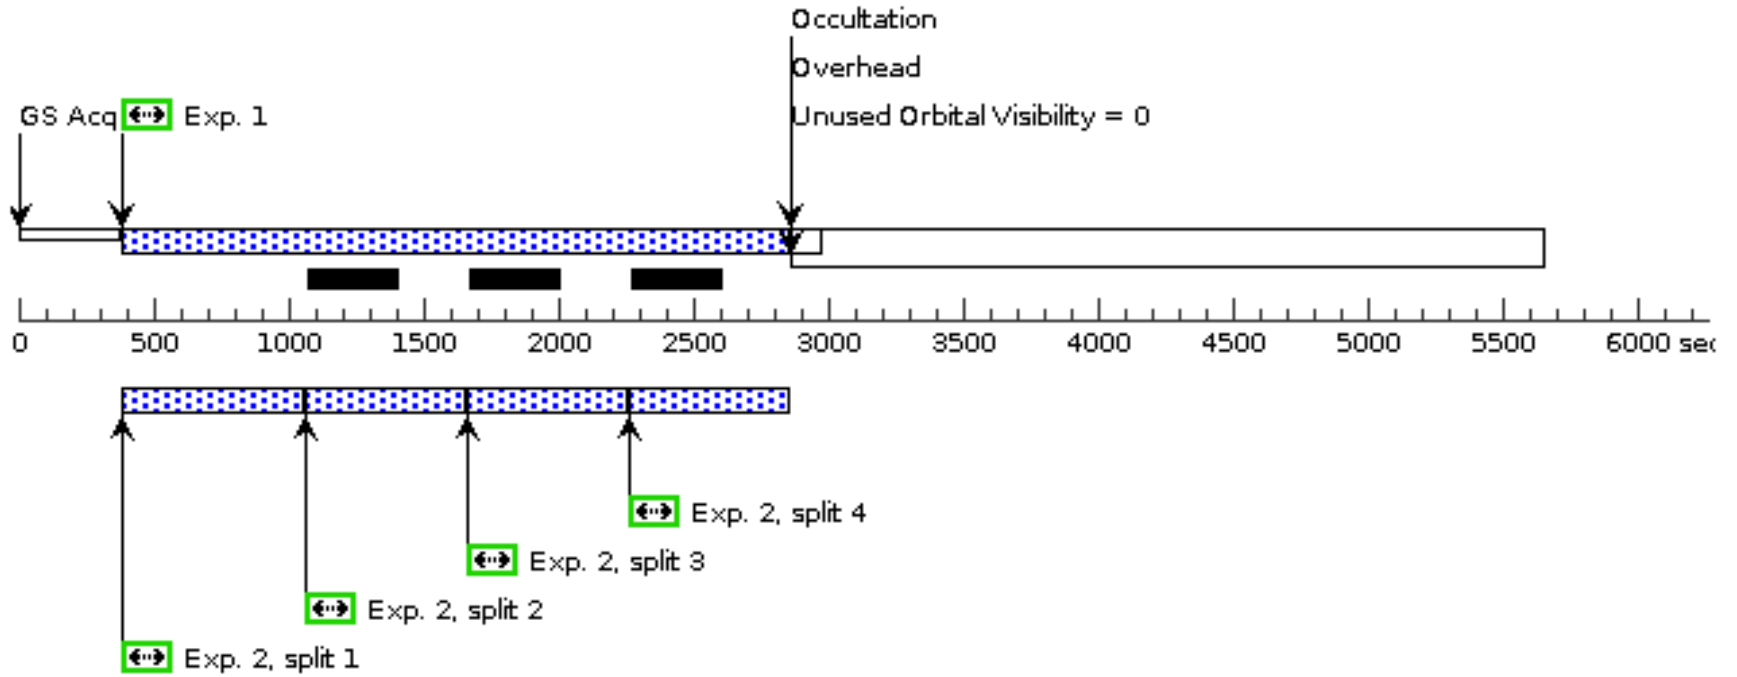 Occultation
Overhead
GS Acq Exp. 1 Unused Orbital Visibility = 0
0 500 1000 1500 2000 2500 3000 3500 4000 4500 5000 5500 6000 sec
Exp. 2, split 4
Exp. 2, split 3
Exp. 2, split 2
Exp. 2, split 1